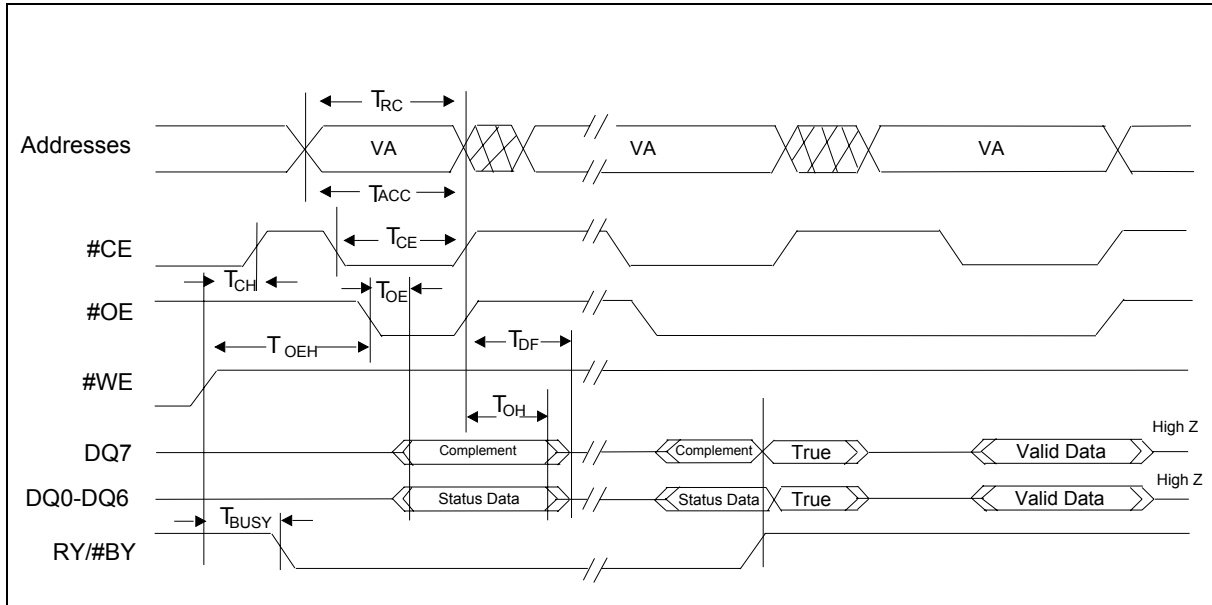 TRC
Addresses VA VA VA
TACC
#CE TCE
TCH
#OE TOE
TOEH TDF
#WE
TOH
DQ7 Complement Complement True Valid Data High Z
DQ0-DQ6 Status Data Status Data True Valid Data High Z
TBUSY
RY/#BY